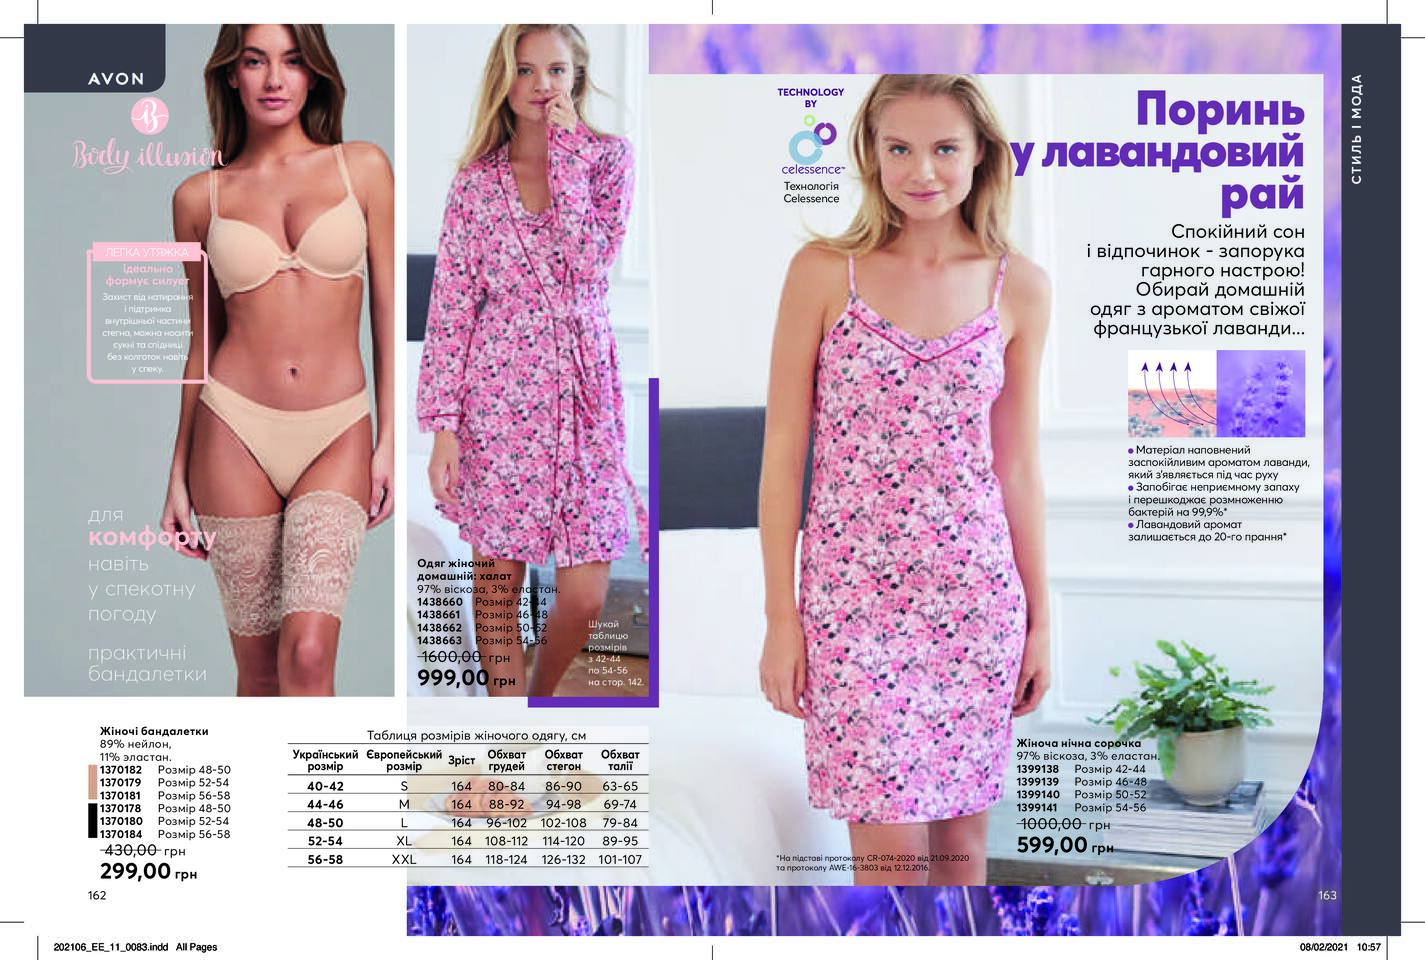 AVON
Body illusion
ЛЕГКА УТЯЖКА
Ідеально
формує силует
Захист від натирання
і підтримка
внутрішньої частини
стегна, можна носити
сукні та спідниці
без колготок навіть
у спеку.
для
комфорту
навіть
у спекотну
погоду
практичні
бандалетки
Жіночі бандалетки
89% нейлон,
11% эластан.
1370182 Розмір 48-50
1370179 Розмір 52-54
1370181 Розмір 56-58
1370178 Розмір 48-50
1370180 Розмір 52-54
1370184 Розмір 56-58
430,00 грн
299,00 грн
162
Одяг жіночий
домашній: халат
97% віскоза, 3% еластан.
1438660 Розмір 42-44
1438661 Розмір 46-48
1438662 Розмір 50-52
1438663 Розмір 54-56
1600,00 грн
999,00 грн
Шукай
таблицю
розмірів
з 42-44
по 54-56
на стор. 142.
Таблиця розмірів жіночого одягу, см
Український розмір Європейський розмір Зріст Обхват грудей Обхват стегон Обхват талії
40-42 S 164 80-84 86-90 63-65
44-46 M 164 88-92 94-98 69-74
48-50 L 164 96-102 102-108 79-84
52-54 XL 164 108-112 114-120 89-95
56-58 XXL 164 118-124 126-132 101-107
TECHNOLOGY
BY
celessence™
Технологія
Celessence
Поринь
у лавандовий
рай
Спокійний сон
і відпочинок - запорука
гарного настрою!
Обирай домашній
одяг з ароматом свіжої
французької лаванди...
• Матеріал наповнений
заспокійливим ароматом лаванди,
який з'являється під час руху
• Запобігає неприємному запаху
і перешкоджає розмноженню
бактерій на 99,9%*
• Лавандовий аромат
залишається до 20-го прання*
Жіноча нічна сорочка
97% віскоза, 3% еластан.
1399138 Розмір 42-44
1399139 Розмір 46-48
1399140 Розмір 50-52
1399141 Розмір 54-56
1000,00 грн
599,00 грн
*На підставі протоколу CR-074-2020 від 21.09.2020
та протоколу AWE-16-3803 від 12.12.2016.
163
СТИЛЬ І МОДА
202106_EE_11_0083.indd All Pages
08/02/2021 10:57